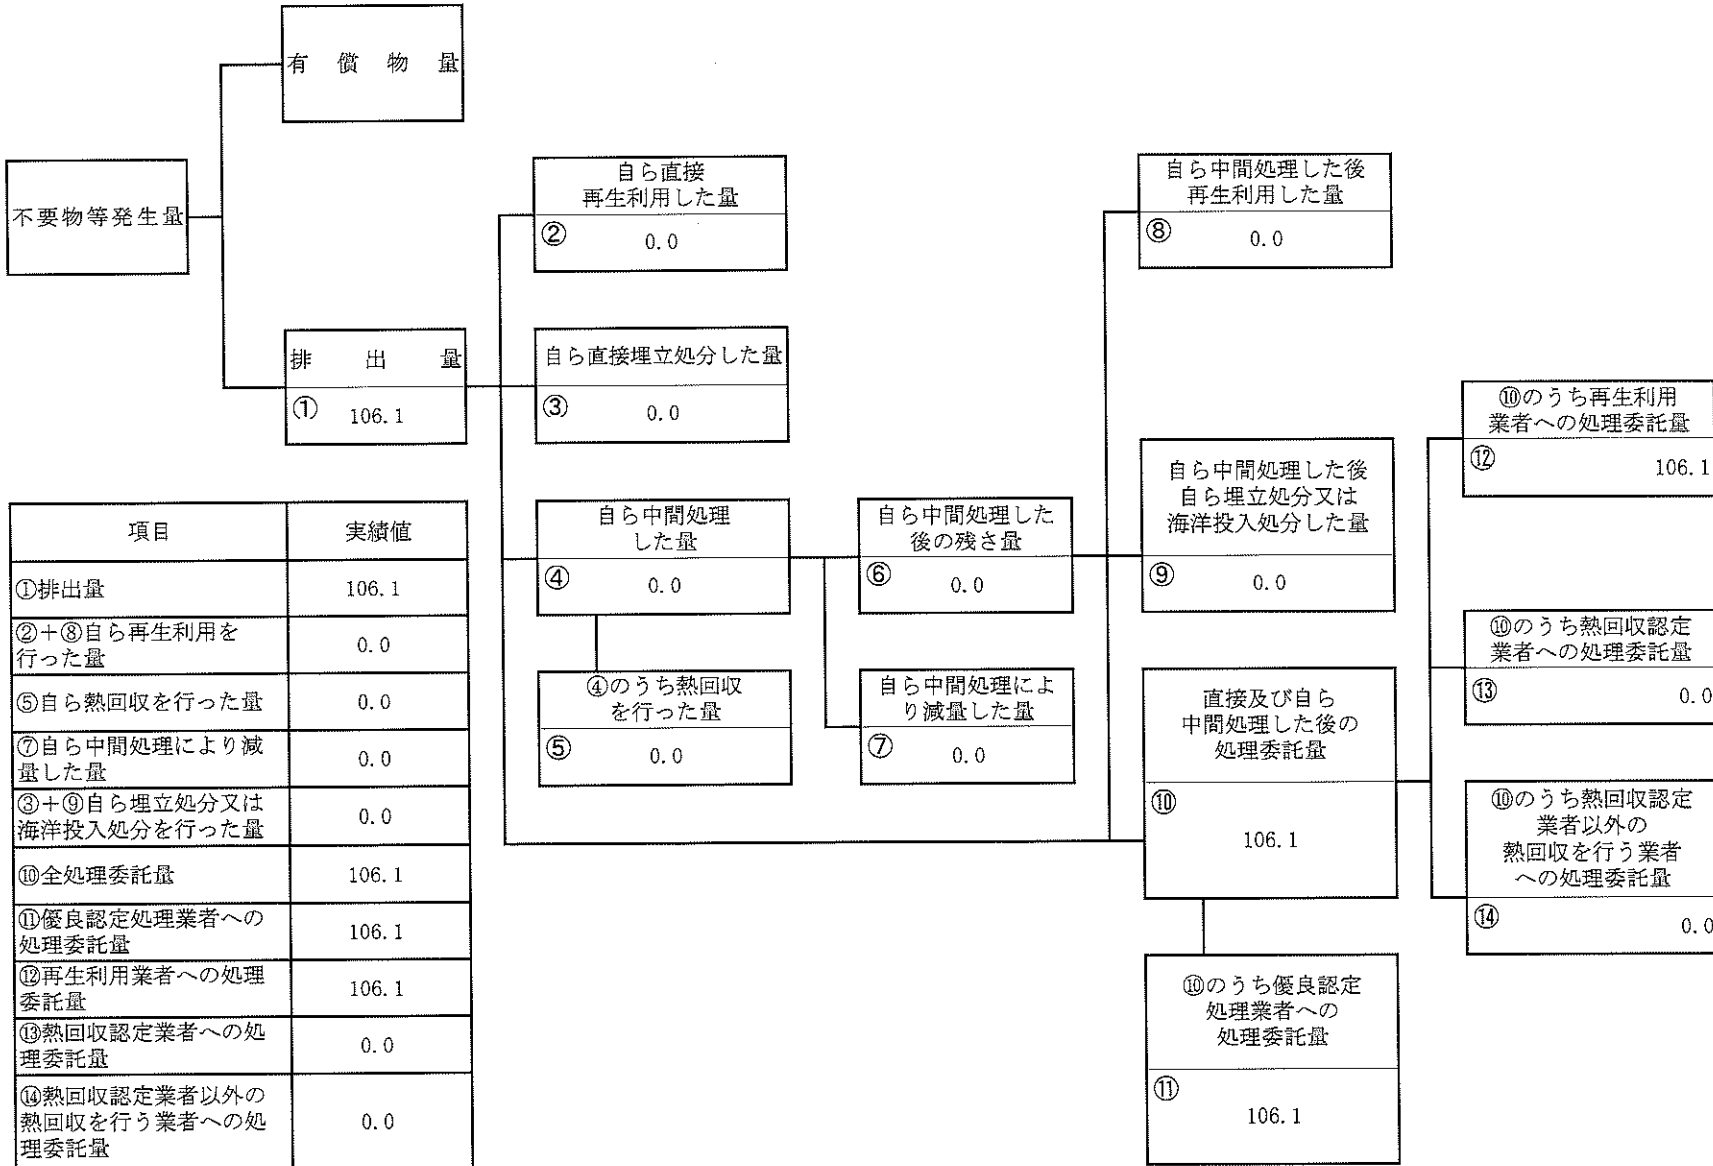 有償物量
不要物等発生量
排出量
① 106.1
自ら直接
再生利用した量
② 0.0
自ら直接埋立処分した量
③ 0.0
自ら中間処理
した量
④ 0.0
④のうち熱回収
を行った量
⑤ 0.0
自ら中間処理した
後の残さ量
⑥ 0.0
自ら中間処理によ
り減量した量
⑦ 0.0
自ら中間処理した後
再生利用した量
⑧ 0.0
自ら中間処理した後
自ら埋立処分又は
海洋投入処分した量
⑨ 0.0
直接及び自ら
中間処理した後の
処理委託量
⑩
106.1
⑩のうち優良認定
処理業者への
処理委託量
⑪
106.1
⑩のうち再生利用
業者への処理委託量
⑫ 106.1
⑩のうち熱回収認定
業者への処理委託量
⑬ 0.0
⑩のうち熱回収認定
業者以外の
熱回収を行う業者
への処理委託量
⑭ 0.0
項目 実績値
①排出量 106.1
②+⑧自ら再生利用を
行った量 0.0
⑤自ら熱回収を行った量 0.0
⑦自ら中間処理により減
量した量 0.0
③+⑨自ら埋立処分又は
海洋投入処分を行った量 0.0
⑩全処理委託量 106.1
⑪優良認定処理業者への
処理委託量 106.1
⑫再生利用業者への処理
委託量 106.1
⑬熱回収認定業者への処
理委託量 0.0
⑭熱回収認定業者以外の
熱回収を行う業者への処
理委託量 0.0